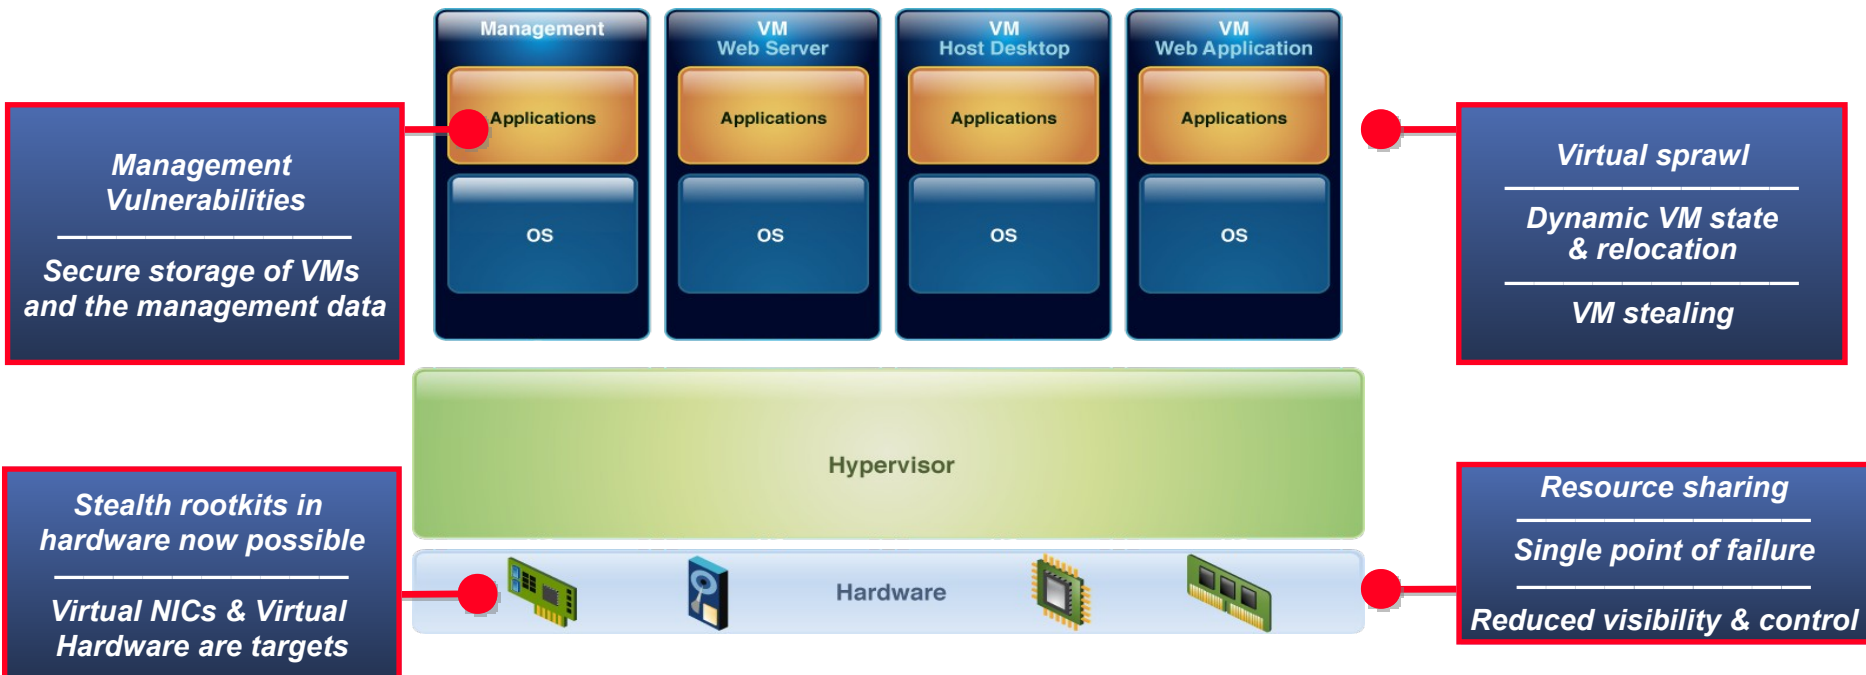 Management
VM
Web Server
VM
Host Desktop
VM
Web Application
Applications
Applications
Applications
Applications
OS
OS
OS
OS
Management
Vulnerabilities
Secure storage of VMs
and the management data
Virtual sprawl
Dynamic VM state
& relocation
VM stealing
Hypervisor
Stealth rootkits in
hardware now possible
Virtual NICs & Virtual
Hardware are targets
Hardware
Resource sharing
Single point of failure
Reduced visibility & control